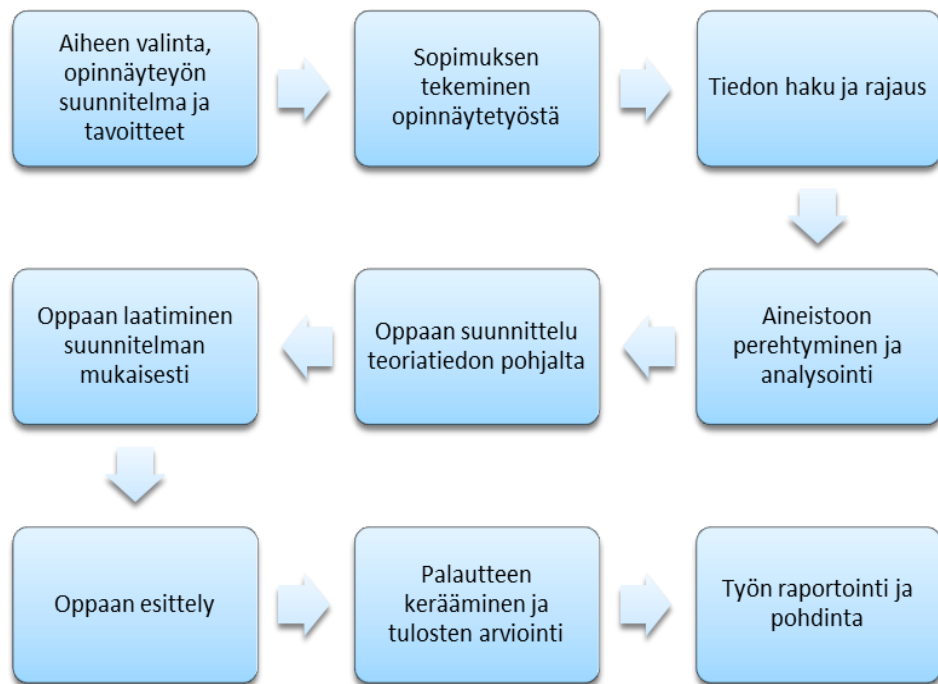 Aiheen valinta,
opinnäyteyön
suunnitelma ja
tavoitteet
Sopimuksen
tekeminen
opinnäytetyöstä
Tiedon haku ja rajaus
Aineistoon
perehtyminen ja
analysointi
Oppaan suunnittelu
teoriatiedon pohjalta
Oppaan laatiminen
suunnitelman
mukaisesti
Oppaan esittely
Palautteen
kerääminen ja
tulosten arviointi
Työn raportointi ja
pohdinta